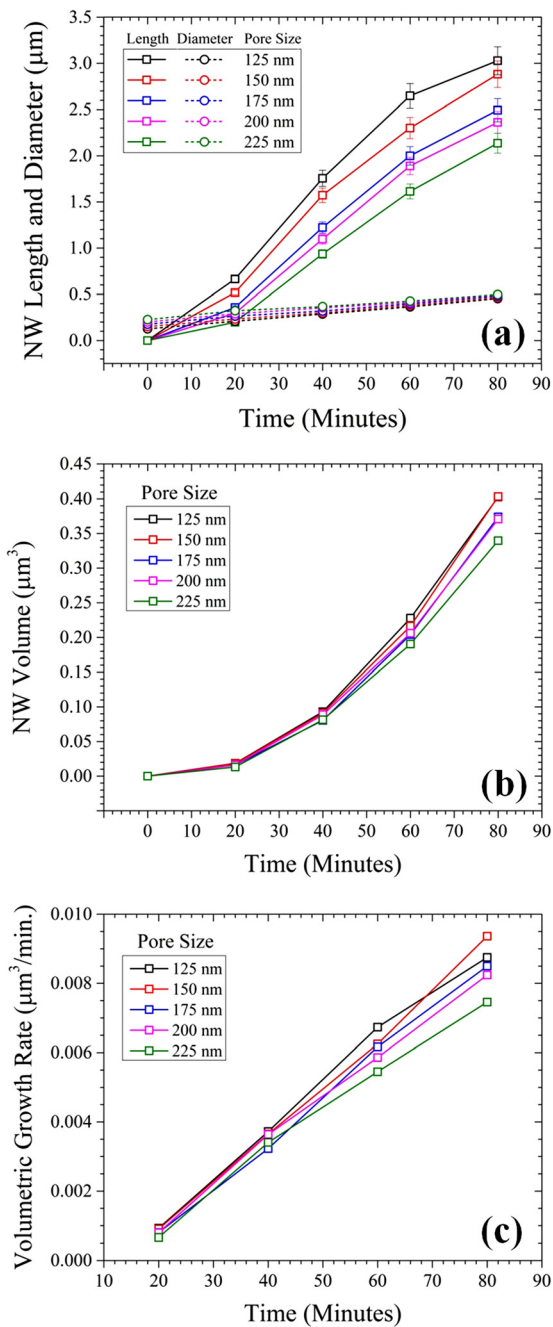 3.5
3.0
2.5
2.0
1.5
1.0
0.5
0.0
NW Length and Diameter (μm)
Length Diameter Pore Size
125 nm
150 nm
175 nm
200 nm
225 nm
(a)
0 10 20 30 40 50 60 70 80 90
Time (Minutes)
0.45
0.40
0.35
0.30
0.25
0.20
0.15
0.10
0.05
0.00
NW Volume (μm³)
Pore Size
125 nm
150 nm
175 nm
200 nm
225 nm
(b)
0 10 20 30 40 50 60 70 80 90
Time (Minutes)
0.010
0.008
0.006
0.004
0.002
0.000
Volumetric Growth Rate (μm³/min.)
Pore Size
125 nm
150 nm
175 nm
200 nm
225 nm
(c)
10 20 30 40 50 60 70 80 90
Time (Minutes)